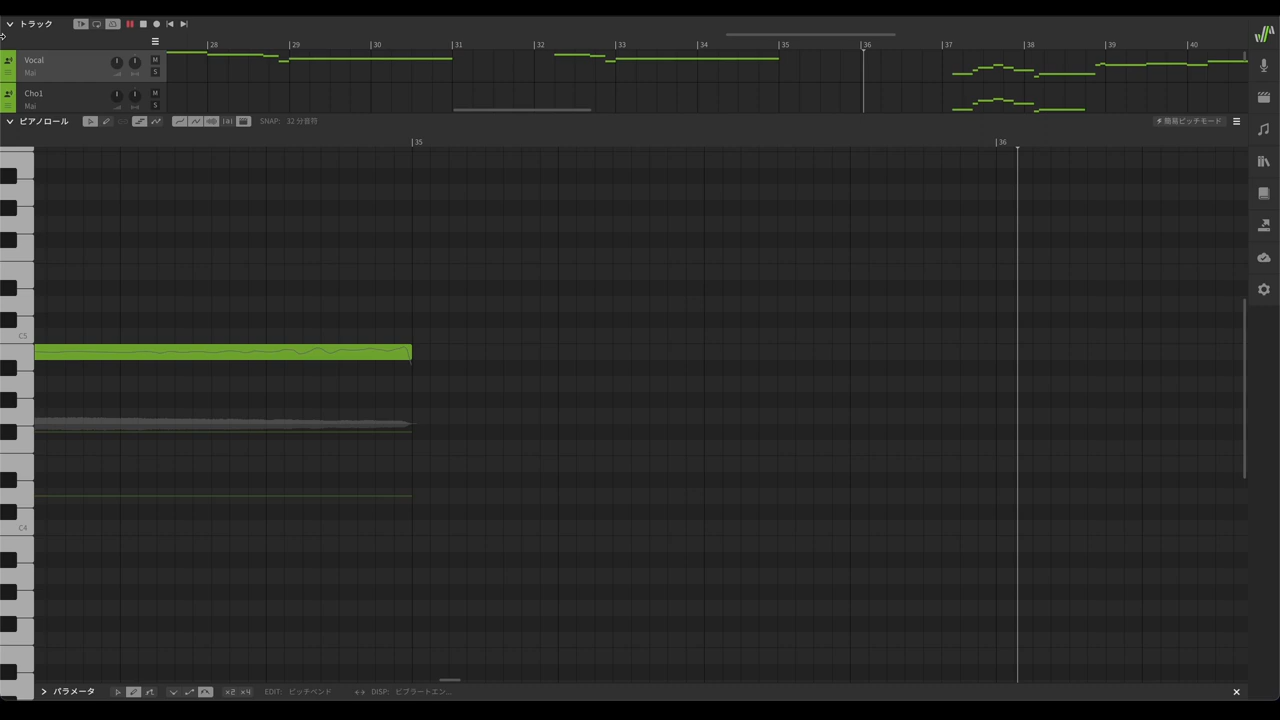 トラック
28 29 30 31 32 33 34 35 36 37 38 39 40
Vocal M
Mai S
Cho1 M
Mai S
ピアノロール SNAP: 32 分音符 簡易ピッチモード
35 36
C5
C4
パラメータ x2 x4 EDIT: ピッチベンド DISP: ビブラートエン...